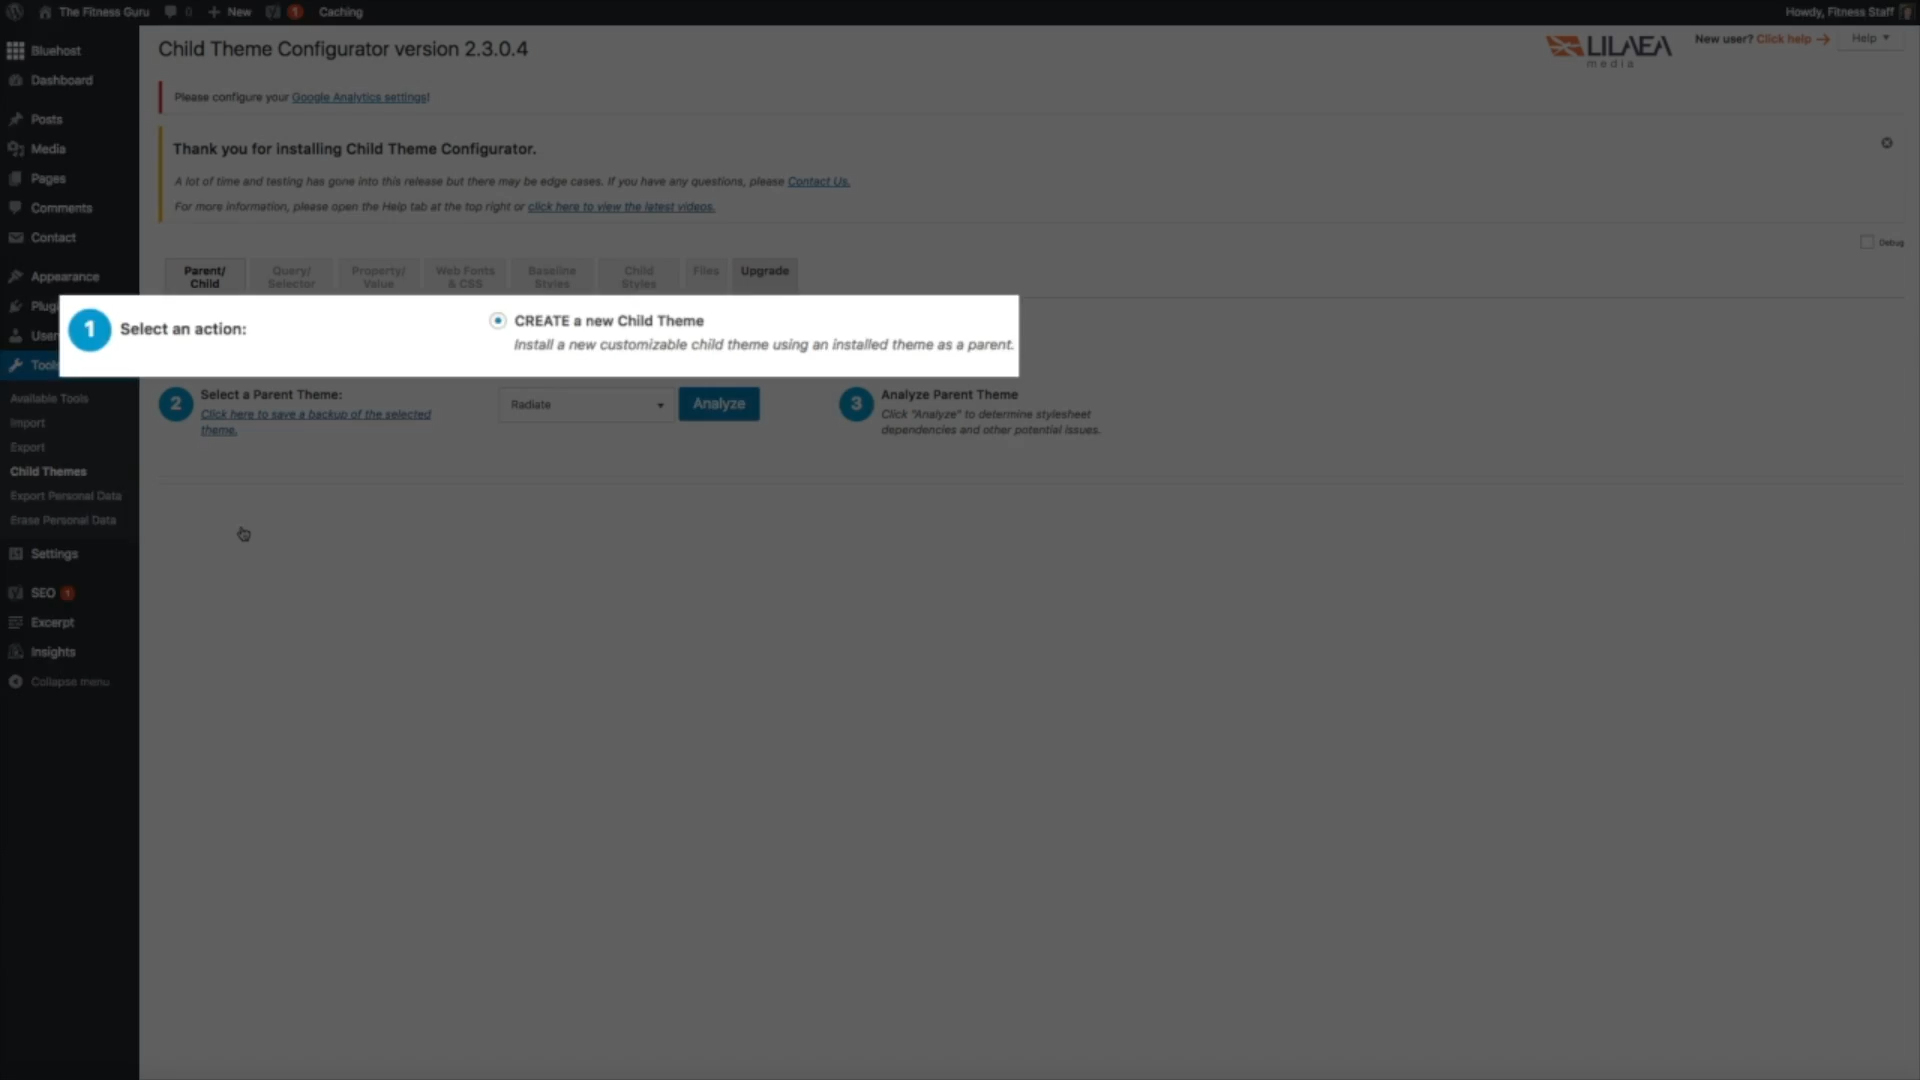 The Fitness Guru 0 New 1 Caching Howdy, Fitness Staff
Bluehost
Dashboard
Posts
Media
Pages
Comments
Contact
Appearance
Plug
User
Tools
Available Tools
Import
Export
Child Themes
Export Personal Data
Erase Personal Data
Settings
SEO 1
Excerpt
Insights
Collapse menu
Child Theme Configurator version 2.3.0.4
LILAEA
media
New user? Click help
Help
Please configure your Google Analytics settings!
Thank you for installing Child Theme Configurator.
A lot of time and testing has gone into this release but there may be edge cases. If you have any questions, please Contact Us.
For more information, please open the Help tab at the top right or click here to view the latest videos.
Debug
Parent/
Child
Query/
Selector
Property/
Value
Web Fonts
& CSS
Baseline
Styles
Child
Styles
Files
Upgrade
1 Select an action:
CREATE a new Child Theme
Install a new customizable child theme using an installed theme as a parent.
2 Select a Parent Theme:
Click here to save a backup of the selected
theme.
Radiate
Analyze
3 Analyze Parent Theme
Click "Analyze" to determine stylesheet
dependencies and other potential issues.